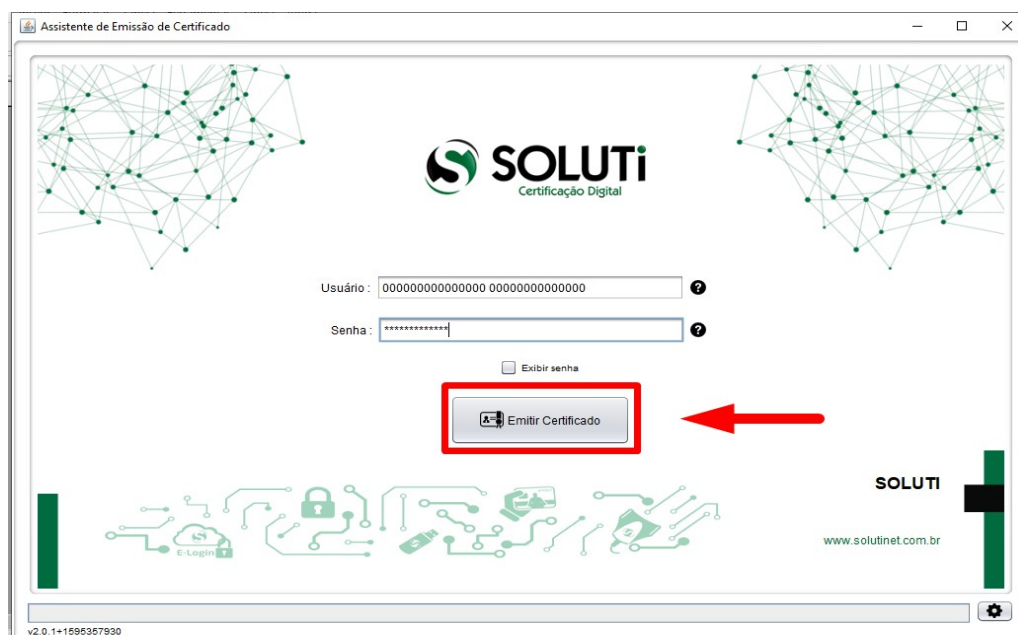 Assistente de Emissão de Certificado
SOLUTi
Certificação Digital
Usuário : 000000000000000 00000000000000
Senha : *************
Exibir senha
Emitir Certificado
SOLUTI
E-Login
www.solutinet.com.br
v2.0.1+1595357930